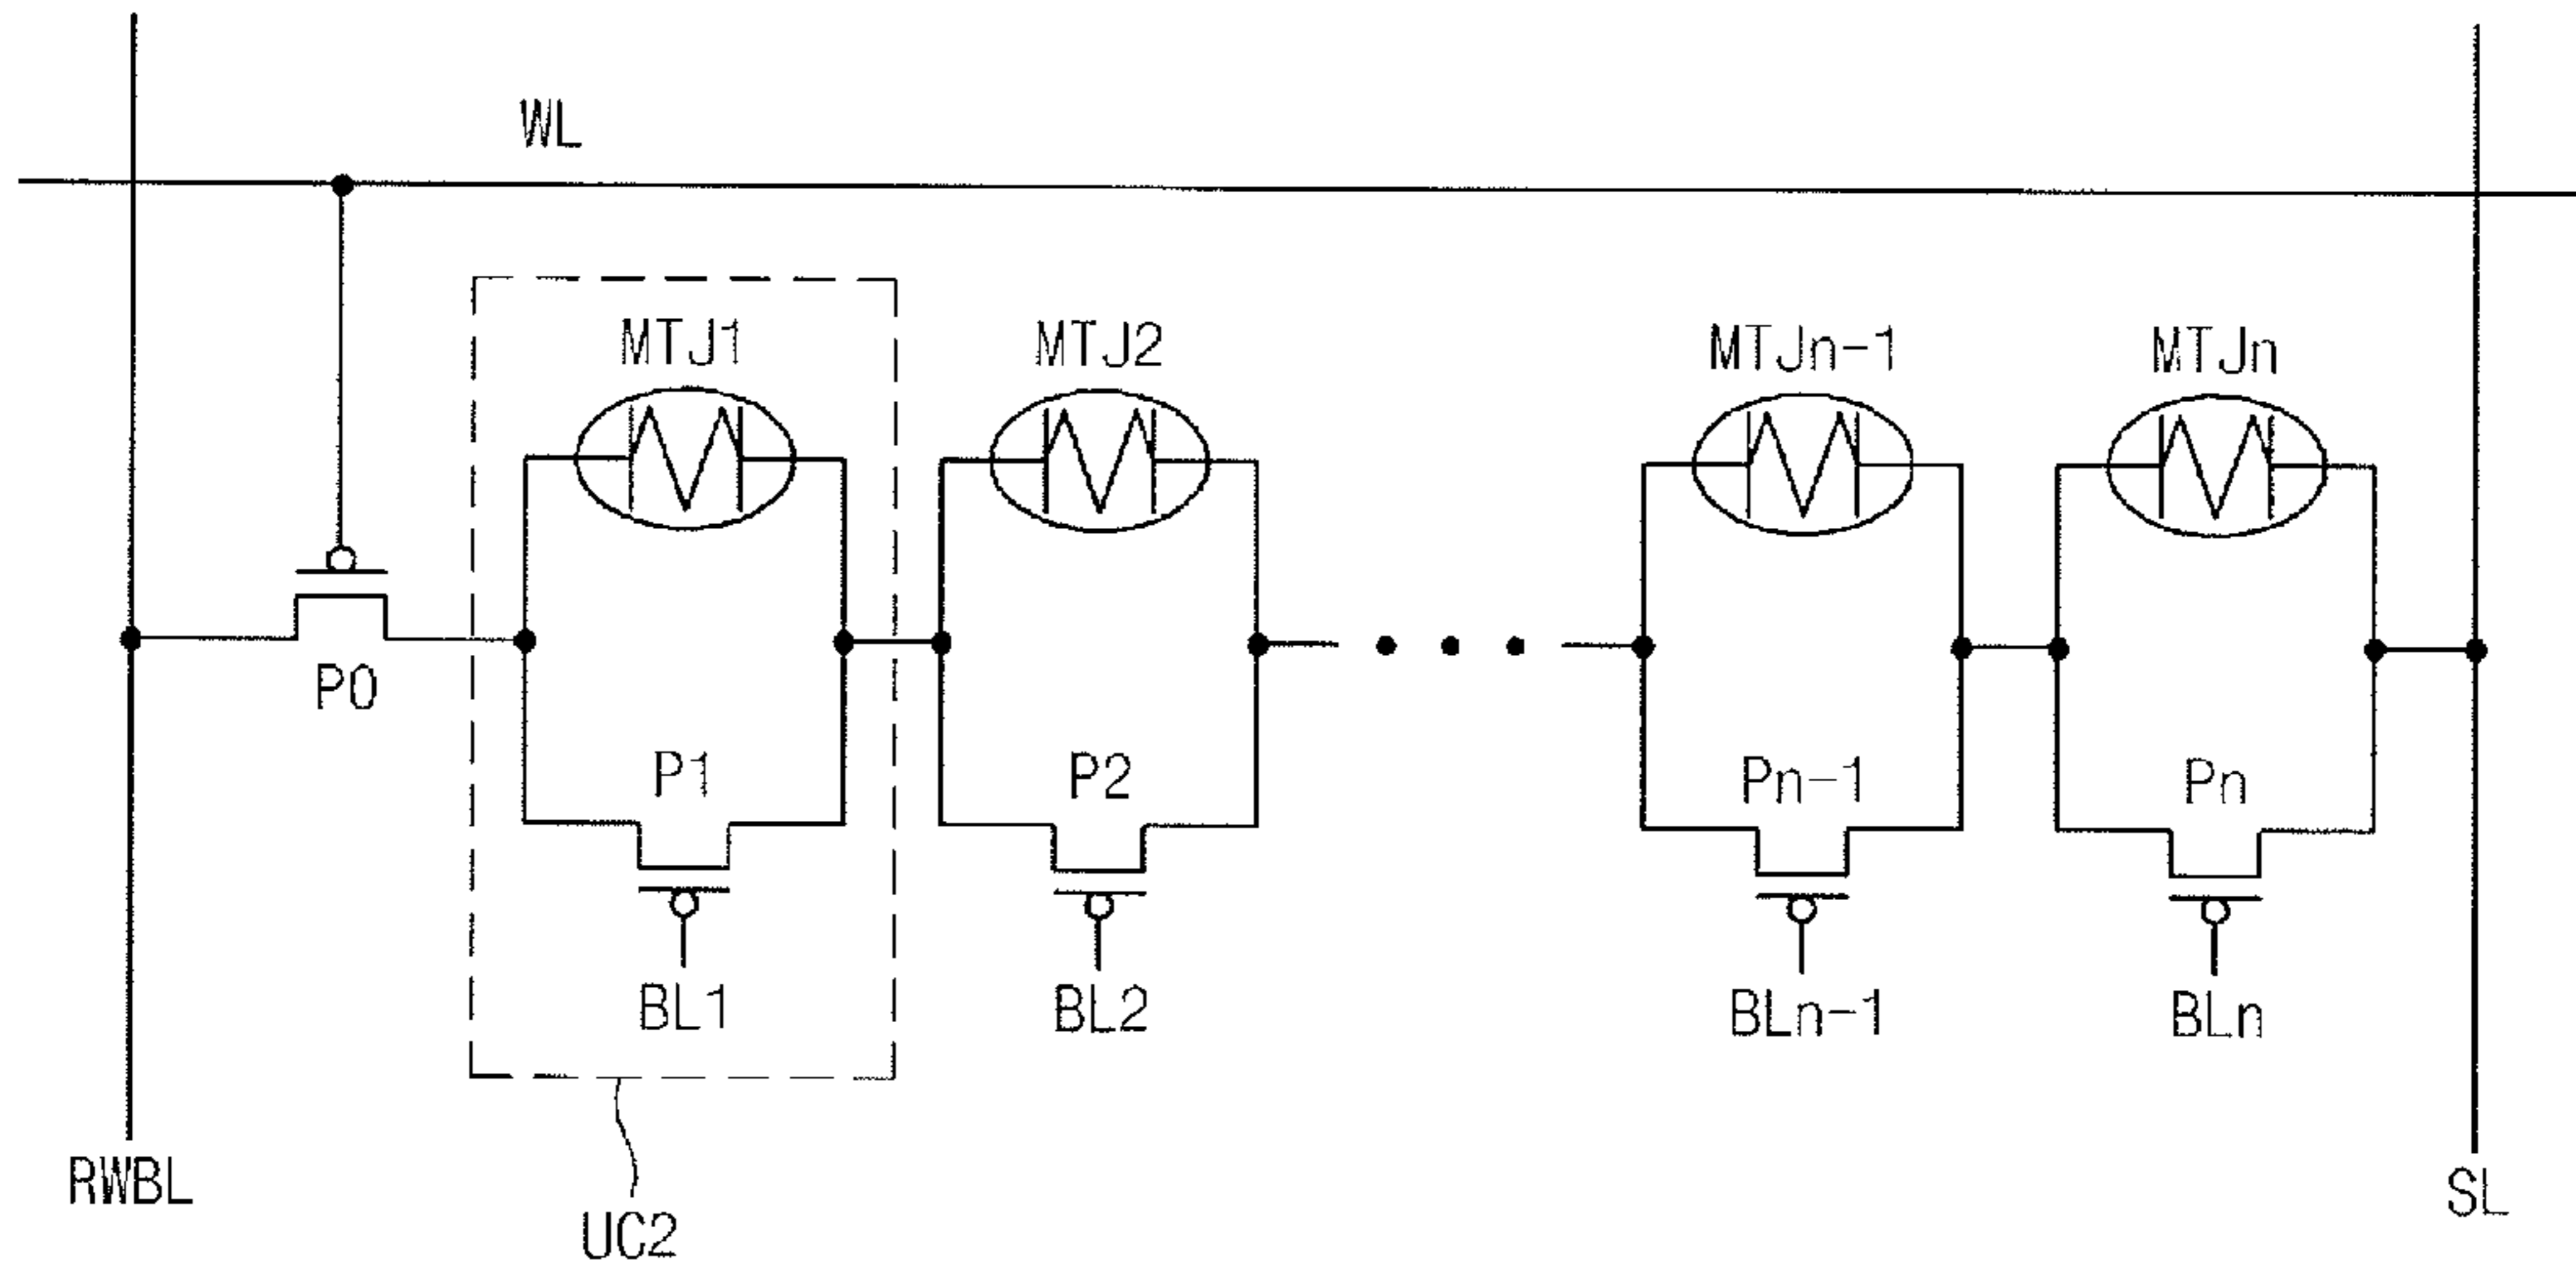 WL
MTJ1
MTJ2
MTJn-1
MTJn
P0
P1
P2
Pn-1
Pn
BL1
BL2
BLn-1
BLn
RWBL
SL
UC2